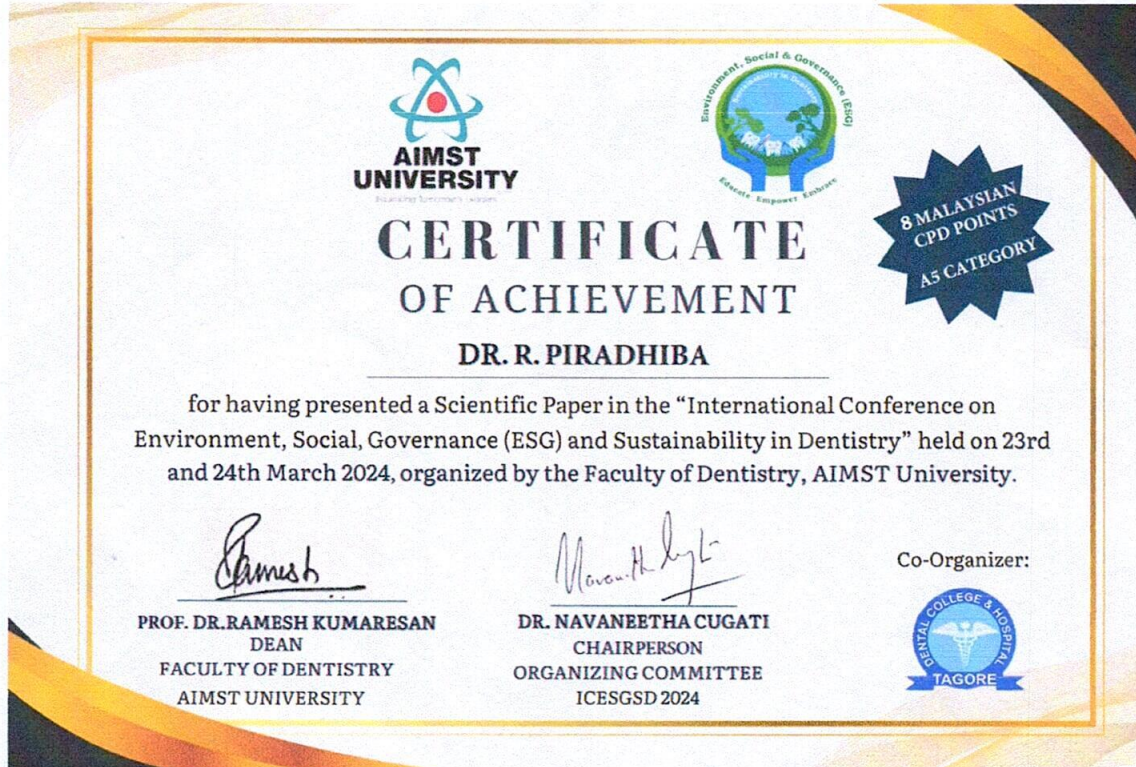 AIMST
UNIVERSITY
Environment, Social & Governance (ESG)
Sustainability in Dentistry
Educate Empower Embrace
8 MALAYSIAN
CPD POINTS
A5 CATEGORY
CERTIFICATE
OF ACHIEVEMENT
DR. R. PIRADHIBA
for having presented a Scientific Paper in the “International Conference on
Environment, Social, Governance (ESG) and Sustainability in Dentistry” held on 23rd
and 24th March 2024, organized by the Faculty of Dentistry, AIMST University.
Ramesh
PROF. DR.RAMESH KUMARESAN
DEAN
FACULTY OF DENTISTRY
AIMST UNIVERSITY
DR. NAVANEETHA CUGATI
CHAIRPERSON
ORGANIZING COMMITTEE
ICESGSD 2024
Co-Organizer:
DENTAL COLLEGE & HOSPITAL
TAGORE